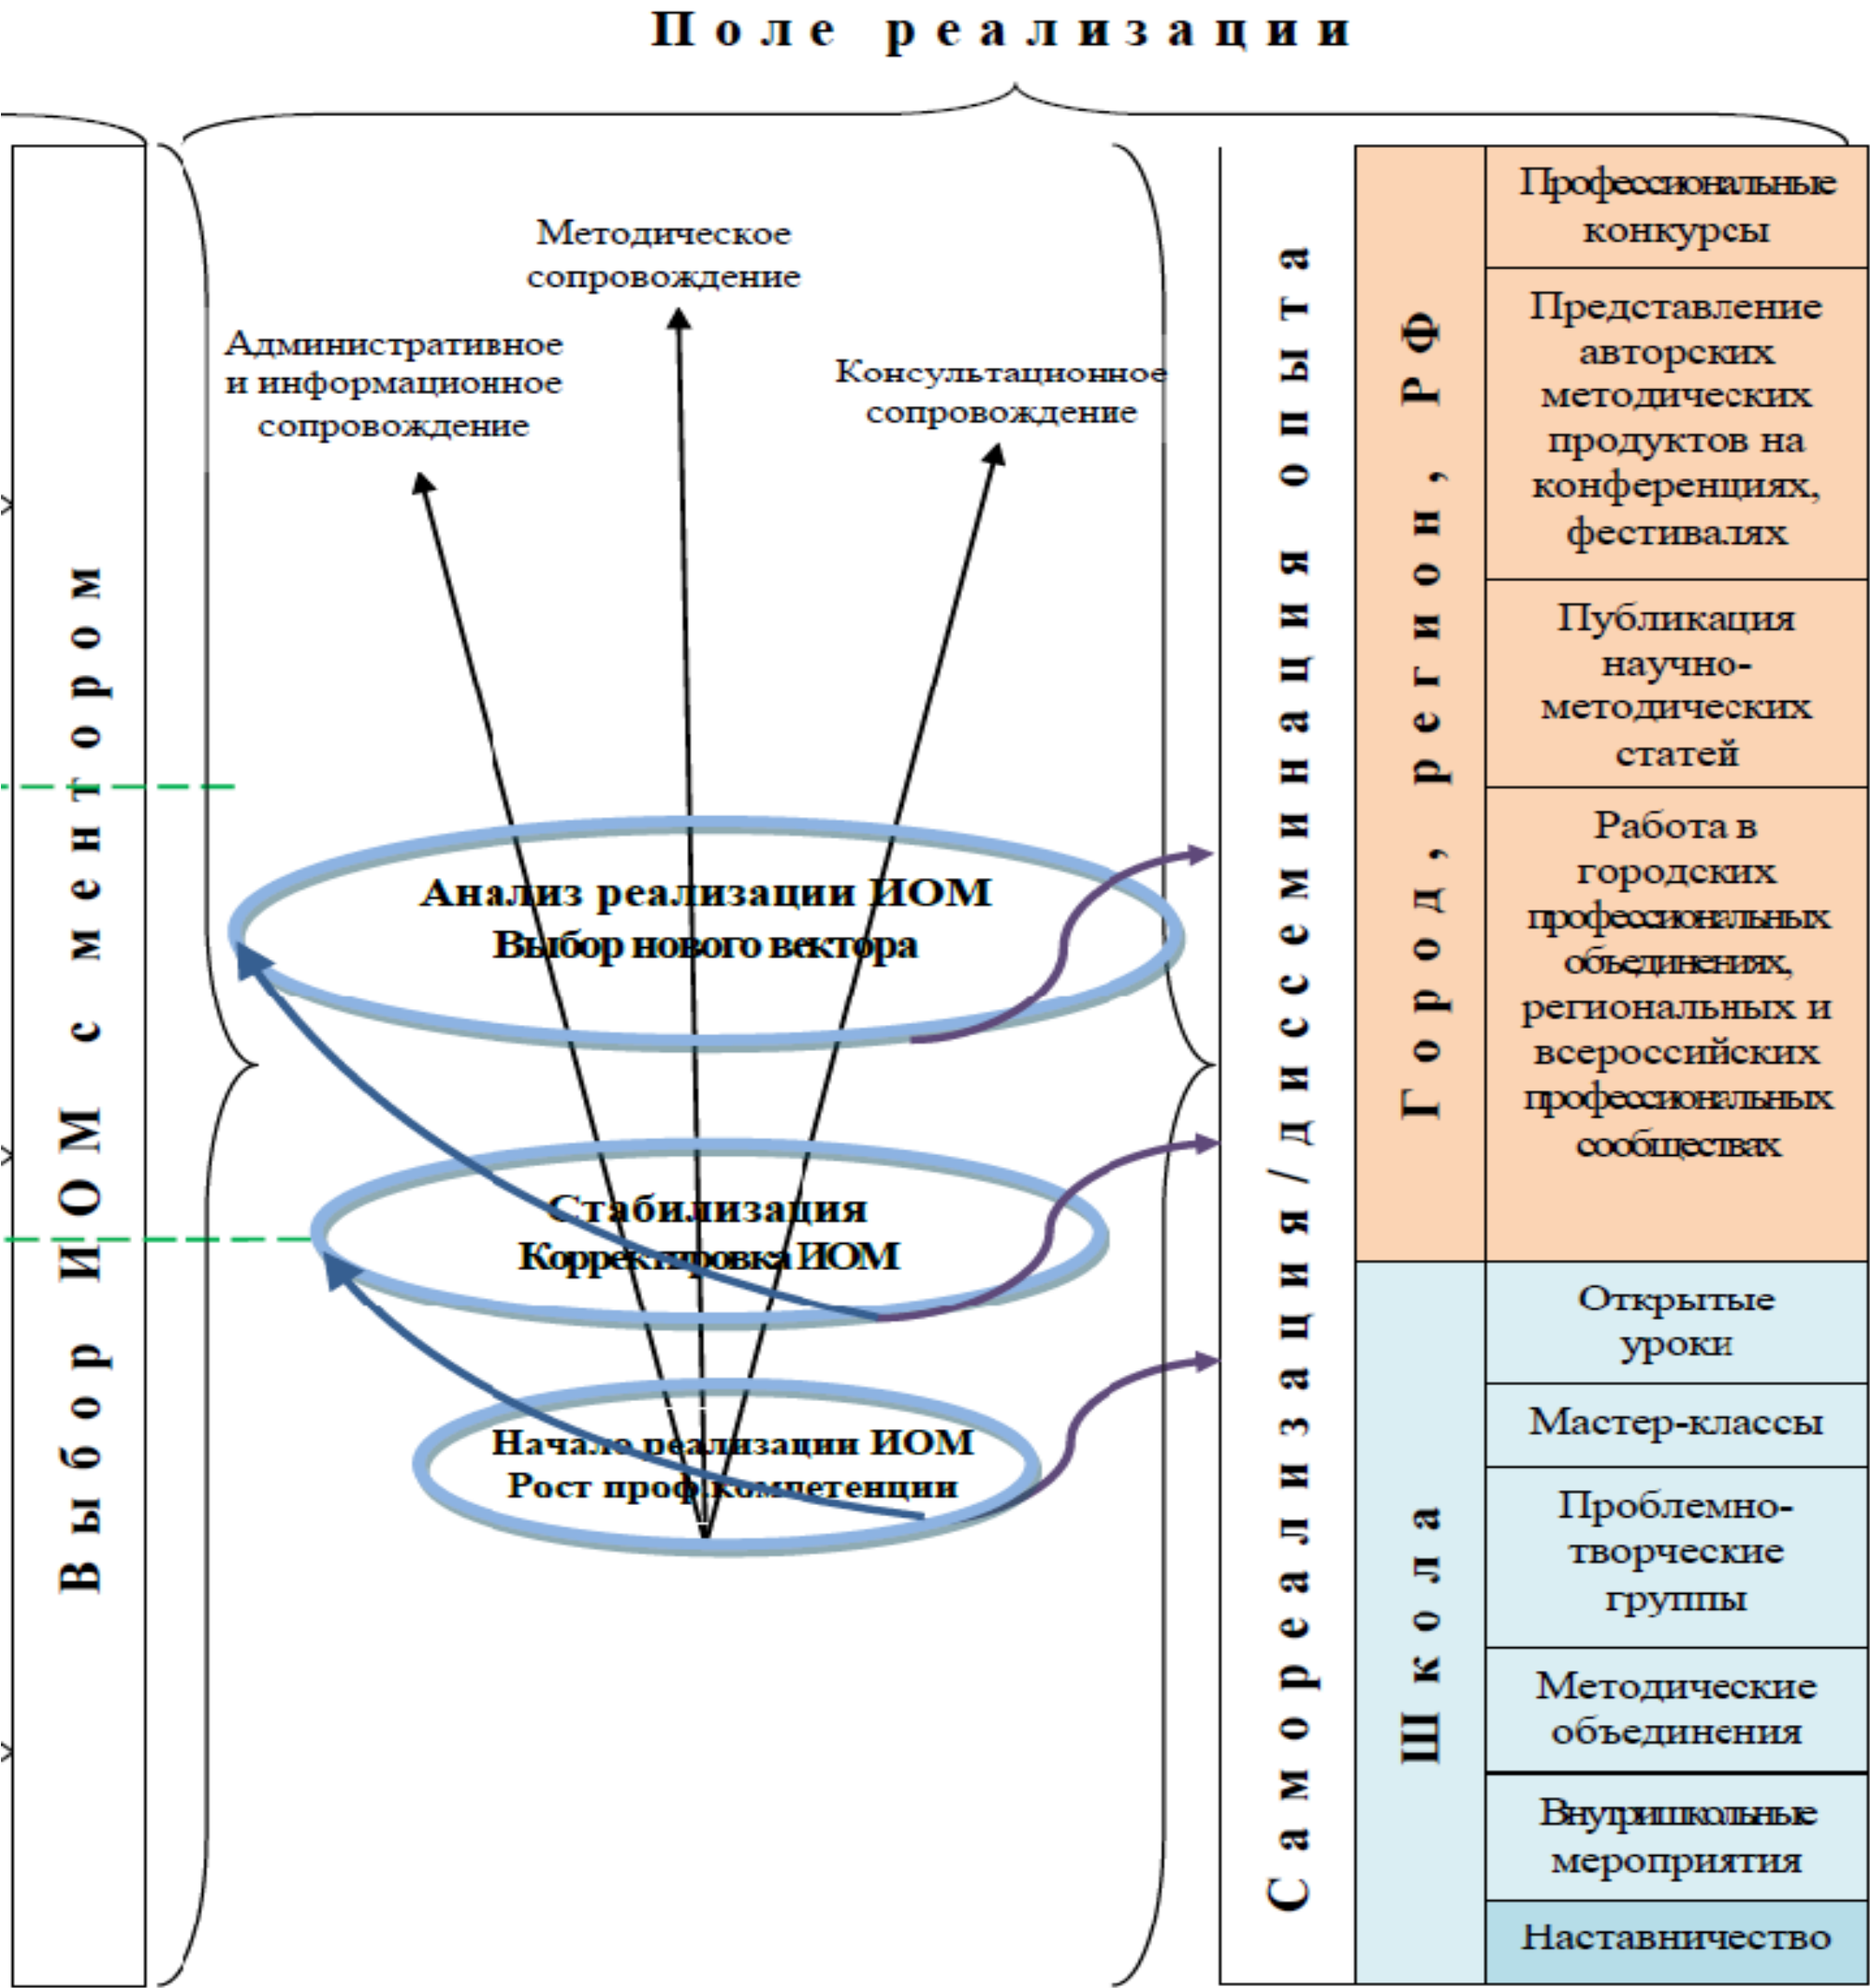 Поле реализации
Выбор ИОМ с ментором
Методическое
сопровождение
Административное
и информационное
сопровождение
Консультационное
сопровождение
Анализ реализации ИОМ
Выбор нового вектора
Стабилизация
Корректировка ИОМ
Начало реализации ИОМ
Рост проф.компетенции
Самореализация/диссеминация опыта
Город, регион, РФ
Профессиональные
конкурсы
Представление
авторских
методических
продуктов на
конференциях,
фестивалях
Публикация
научно-
методических
статей
Работа в
городских
профессиональных
объединениях,
региональных и
всероссийских
профессиональных
сообществах
Школа
Открытые
уроки
Мастер-классы
Проблемно-
творческие
группы
Методические
объединения
Внутришкольные
мероприятия
Наставничество